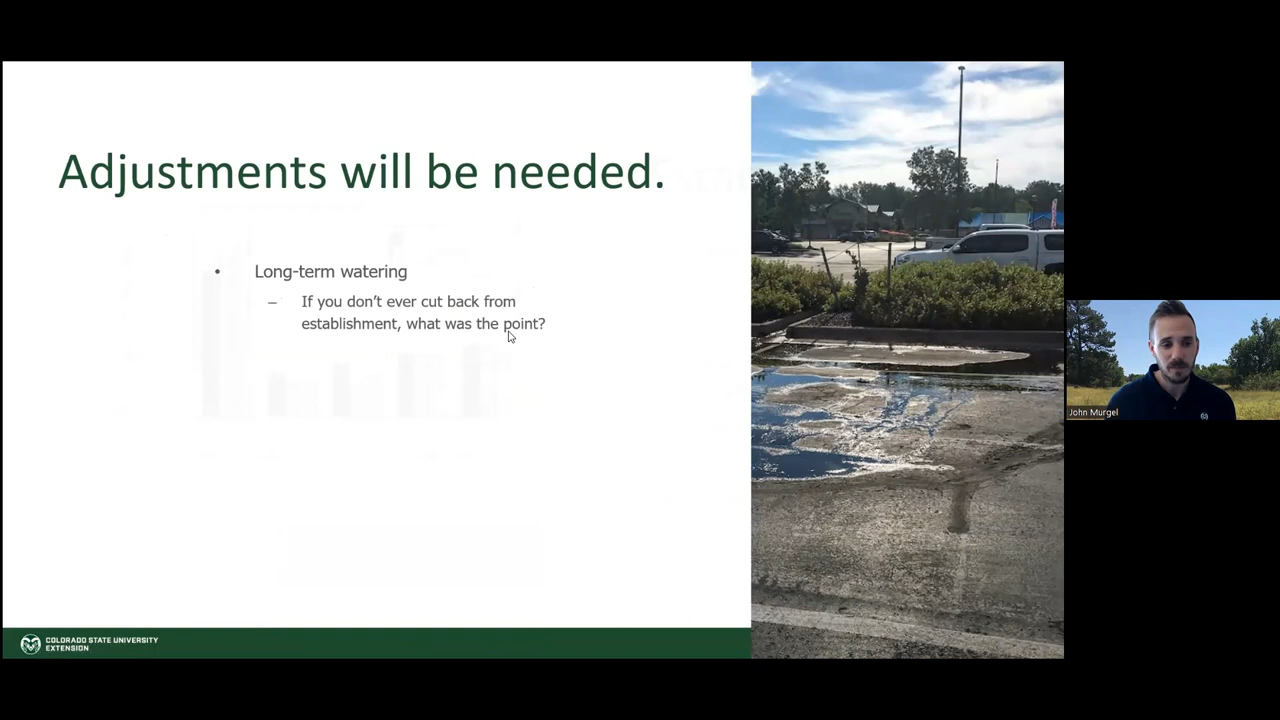 Adjustments will be needed.
• Long-term watering
– If you don't ever cut back from
establishment, what was the point?
COLORADO STATE UNIVERSITY
EXTENSION
John Murgel